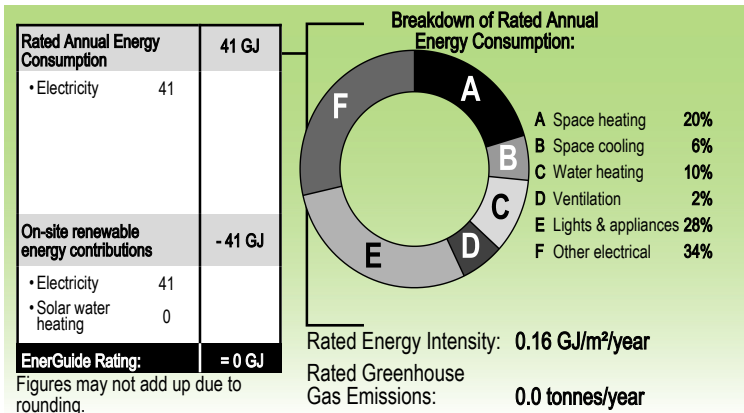 Rated Annual Energy
Consumption
41 GJ
• Electricity 41
On-site renewable
energy contributions
- 41 GJ
• Electricity 41
• Solar water
heating
0
EnerGuide Rating: = 0 GJ
Figures may not add up due to
rounding.
Breakdown of Rated Annual
Energy Consumption:
A
B
C
D
E
F
A Space heating 20%
B Space cooling 6%
C Water heating 10%
D Ventilation 2%
E Lights & appliances 28%
F Other electrical 34%
Rated Energy Intensity: 0.16 GJ/m²/year
Rated Greenhouse
Gas Emissions: 0.0 tonnes/year